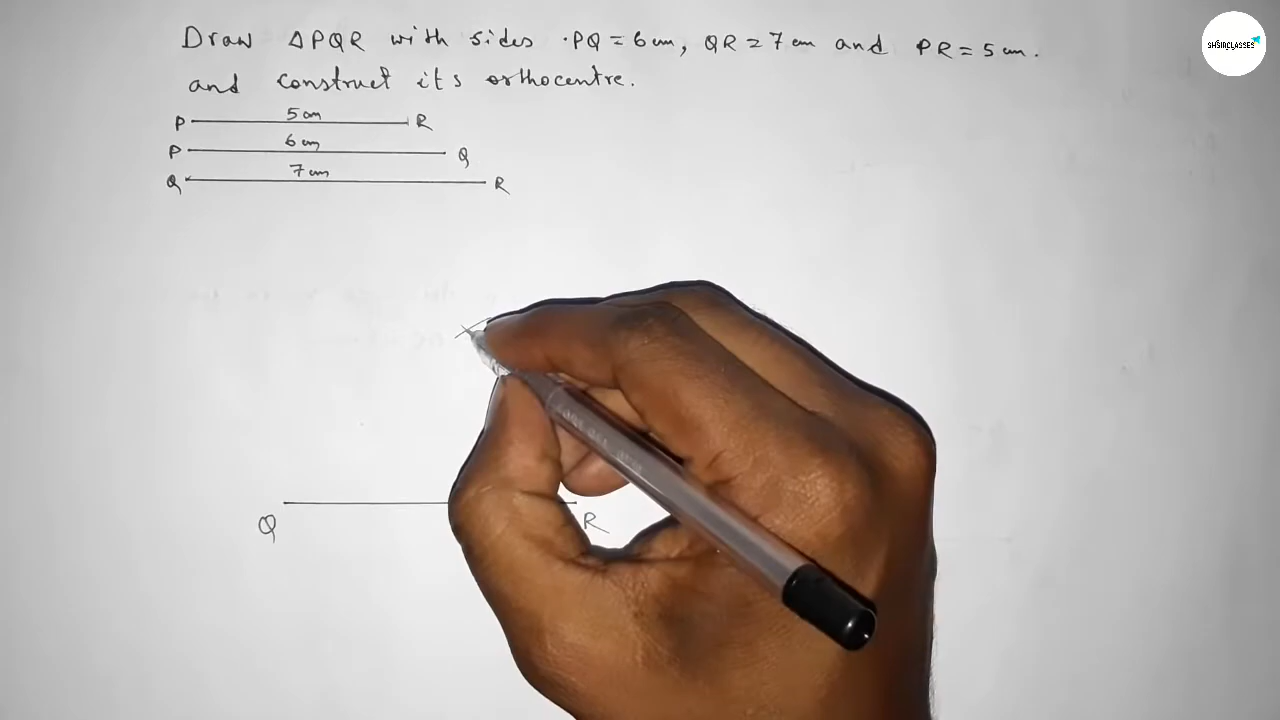 Draw ΔPQR with sides PQ = 6 cm, QR = 7 cm and PR = 5 cm.
and construct its orthocentre.
P 5 cm R
P 6 cm Q
Q 7 cm R
Q R
SHSIRCLASSES